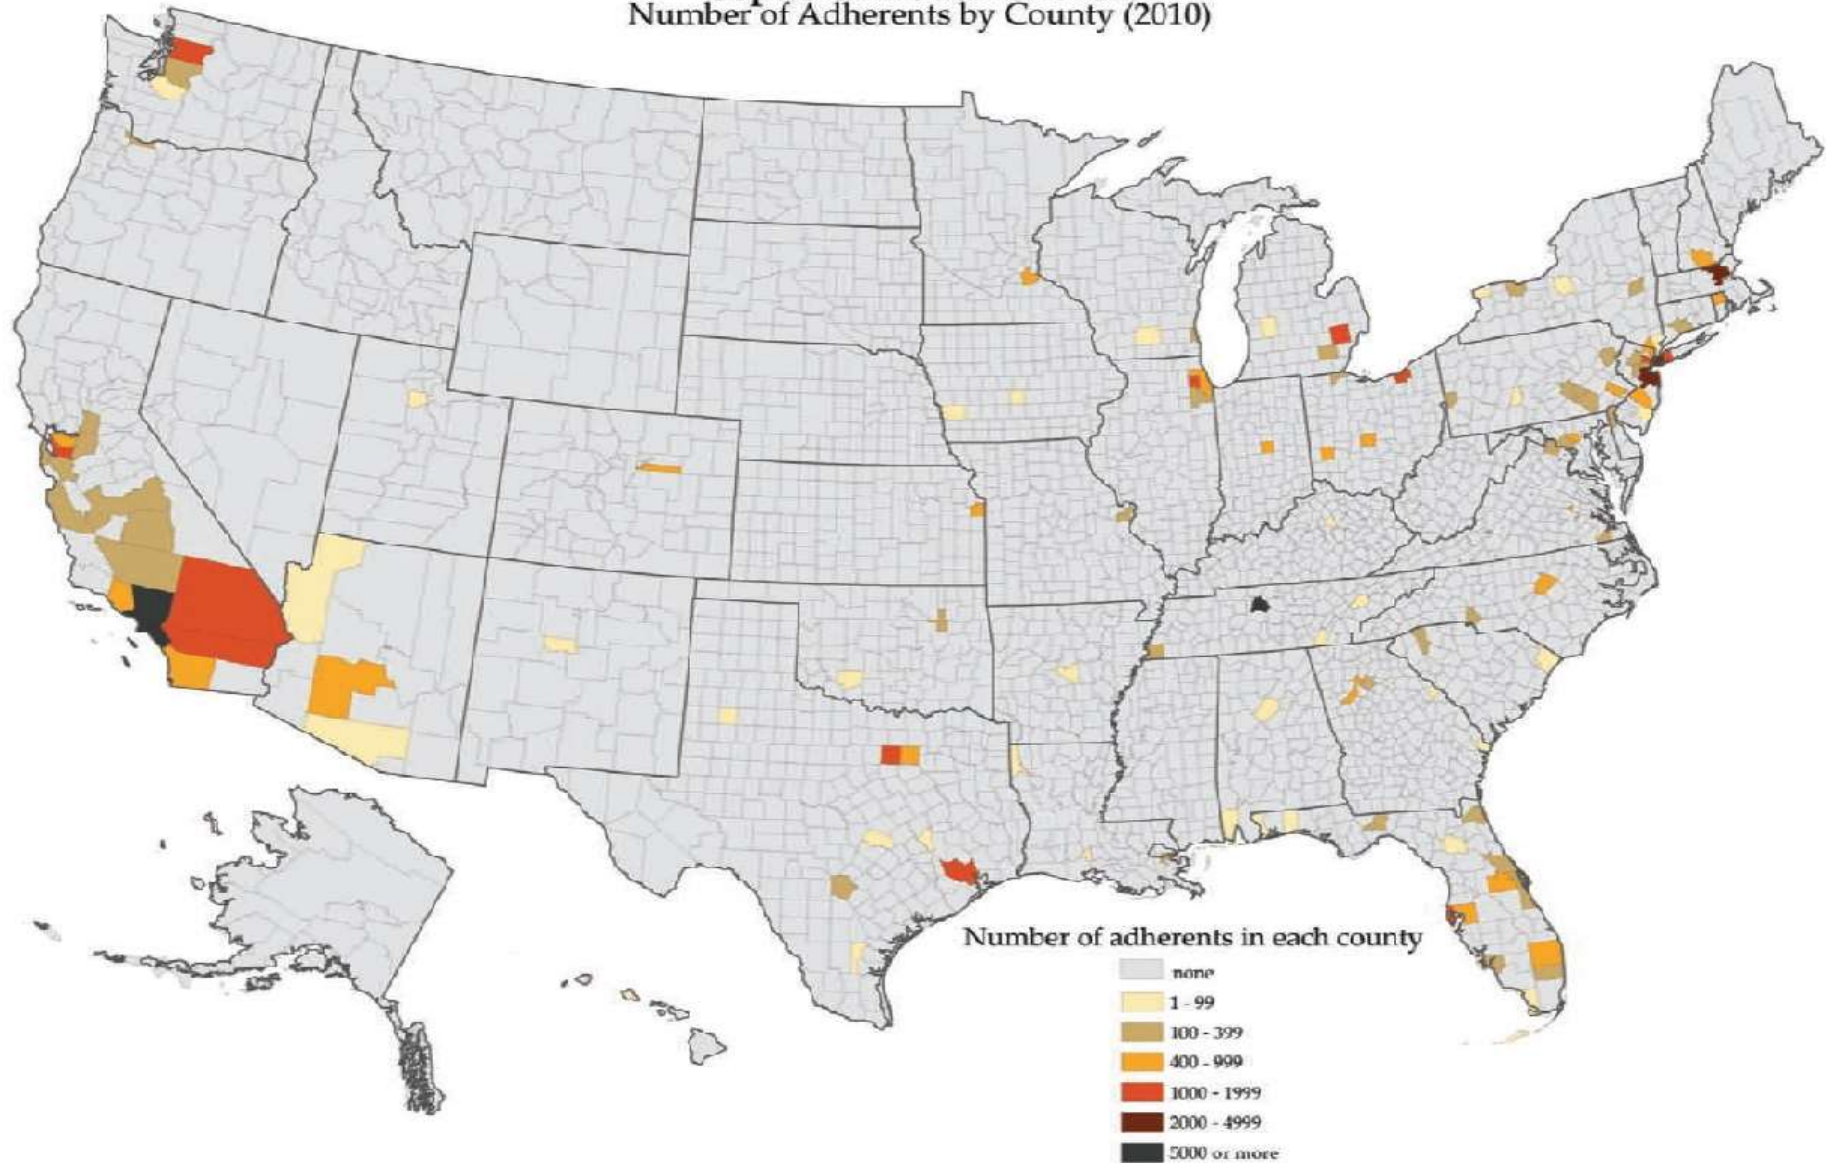 Number of Adherents by County (2010)
Number of adherents in each county
none
1 - 99
100 - 399
400 - 999
1000 - 1999
2000 - 4999
5000 or more